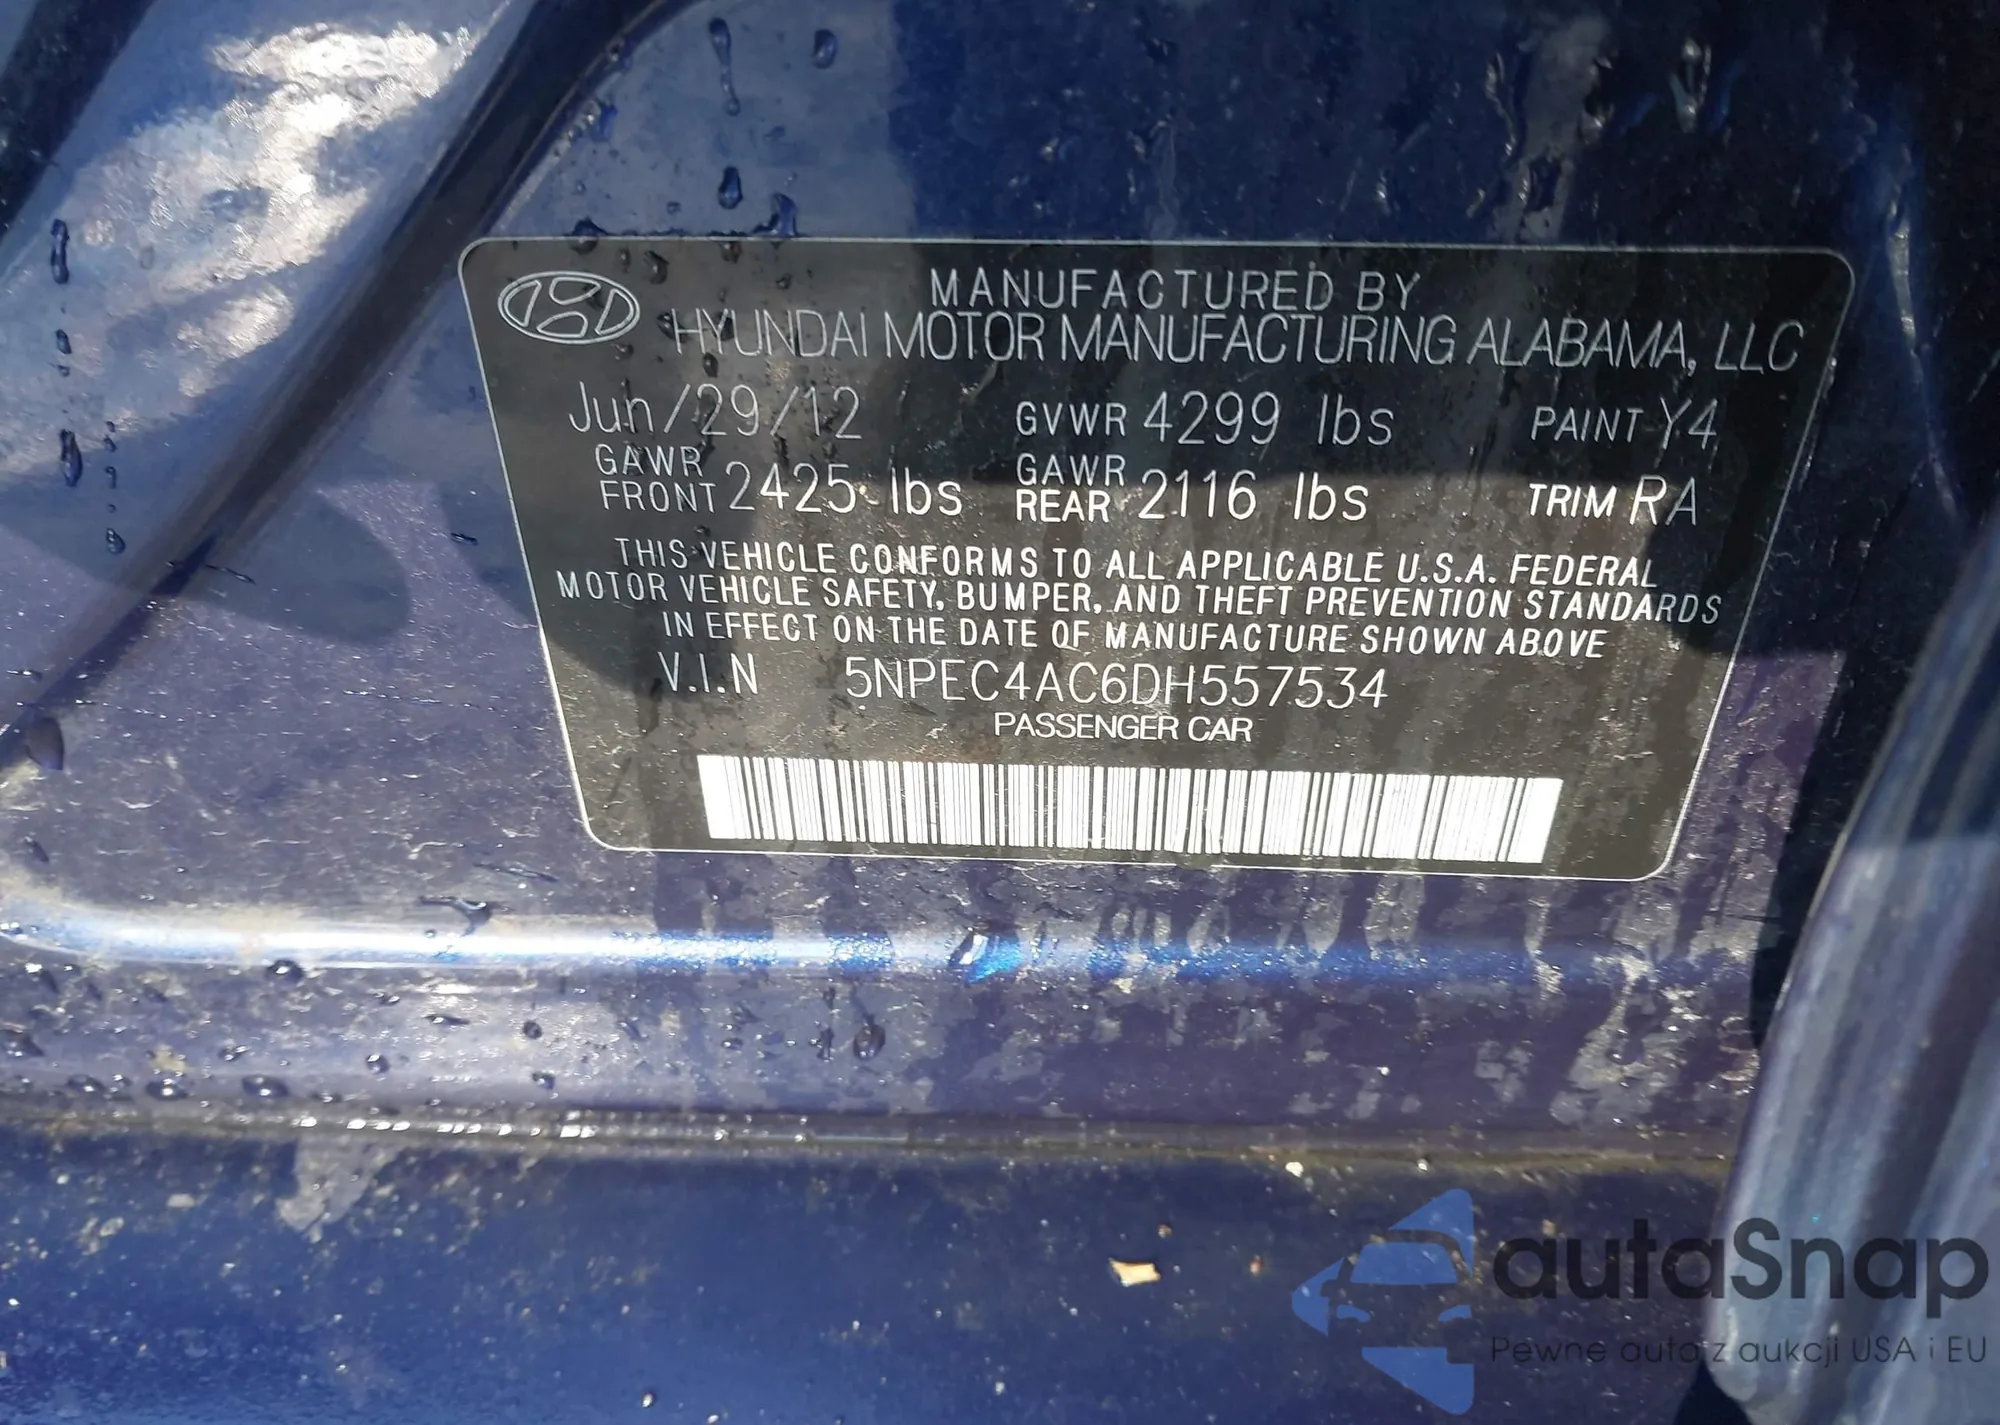 MANUFACTURED BY
HYUNDAI MOTOR MANUFACTURING ALABAMA, LLC
Jun/29/12 GVWR 4299 lbs PAINT Y4
GAWR FRONT 2425 lbs GAWR REAR 2116 lbs TRIM RA
THIS VEHICLE CONFORMS TO ALL APPLICABLE U.S.A. FEDERAL
MOTOR VEHICLE SAFETY, BUMPER, AND THEFT PREVENTION STANDARDS
IN EFFECT ON THE DATE OF MANUFACTURE SHOWN ABOVE
V.I.N 5NPEC4AC6DH557534
PASSENGER CAR
autaSnap
Pewne auta z aukcji USA i EU